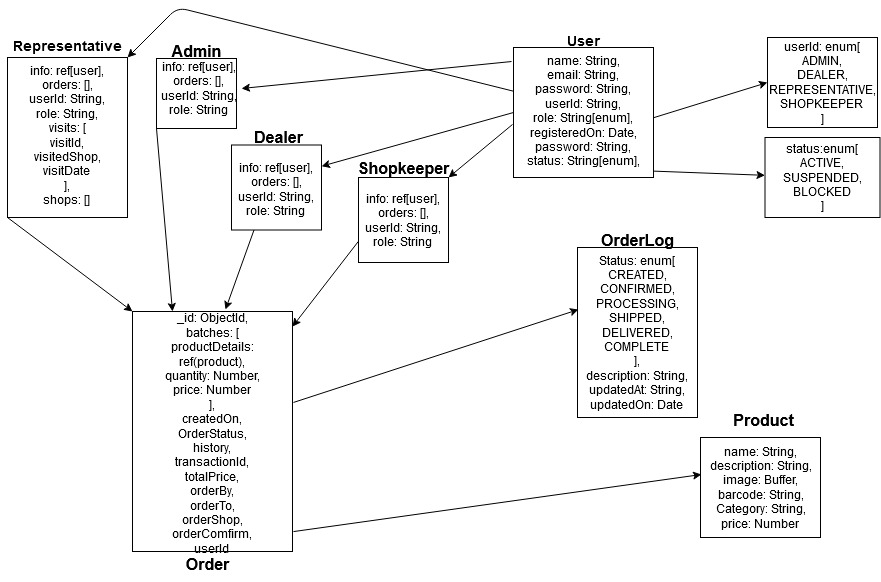 Representative
info: ref[user],
orders: [],
userId: String,
role: String,
visits: [
visitId,
visitedShop,
visitDate
],
shops: []
Admin
info: ref[user],
orders: [],
userId: String,
role: String
Dealer
info: ref[user],
orders: [],
userId: String,
role: String
Shopkeeper
info: ref[user],
orders: [],
userId: String,
role: String
User
name: String,
email: String,
password: String,
userId: String,
role: String[enum],
registeredOn: Date,
password: String,
status: String[enum],
userId: enum[
ADMIN,
DEALER,
REPRESENTATIVE,
SHOPKEEPER
]
status:enum[
ACTIVE,
SUSPENDED,
BLOCKED
]
OrderLog
Status: enum[
CREATED,
CONFIRMED,
PROCESSING,
SHIPPED,
DELIVERED,
COMPLETE
],
description: String,
updatedAt: String,
updatedOn: Date
_id: ObjectId,
batches: [
productDetails:
ref(product),
quantity: Number,
price: Number
],
createdOn,
OrderStatus,
history,
transactionId,
totalPrice,
orderBy,
orderTo,
orderShop,
orderComfirm,
userId
Order
Product
name: String,
description: String,
image: Buffer,
barcode: String,
Category: String,
price: Number